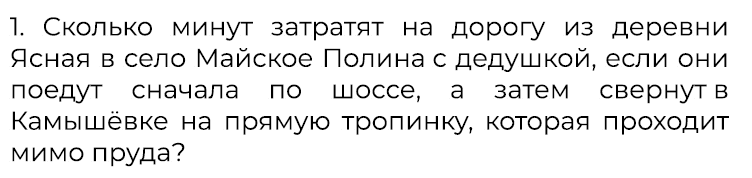 1. Сколько минут затратят на дорогу из деревни
Ясная в село Майское Полина с дедушкой, если они
поедут сначала по шоссе, а затем свернут в
Камышёвке на прямую тропинку, которая проходит
мимо пруда?